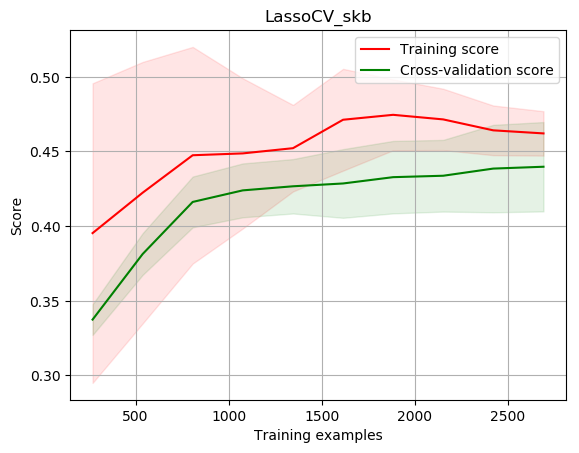 LassoCV_skb
Training score
Cross-validation score
0.50
0.45
0.40
0.35
0.30
Score
500
1000
1500
2000
2500
Training examples